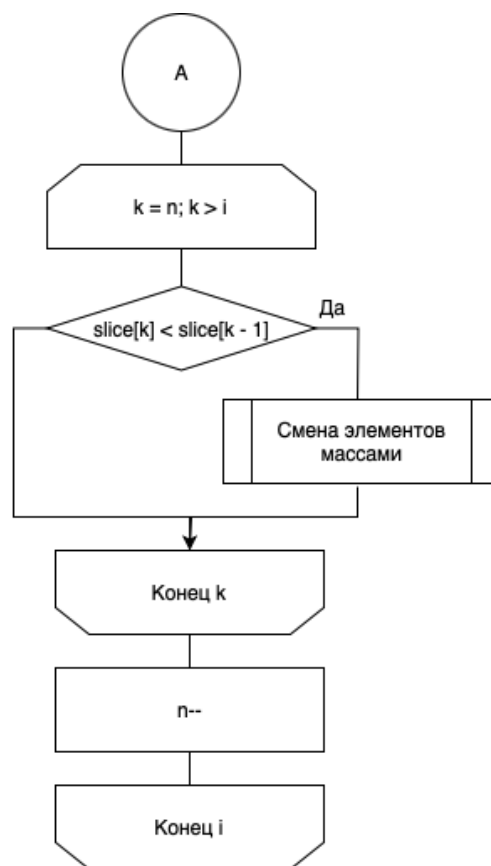 A
k = n; k > i
slice[k] < slice[k - 1]
Да
Смена элементов
массами
Конец k
n--
Конец i